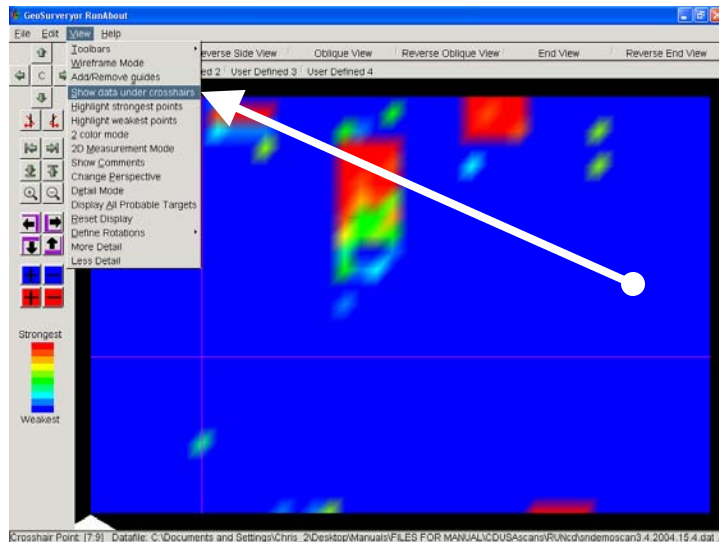 GeoSurveryor RunAbout
File Edit View Help
everse Side View Oblique View Reverse Oblique View End View Reverse End View
C
ed 2 User Defined 3 User Defined 4
Toolbars
Wireframe Mode
Add/Remove guides
Show data under crosshairs
Highlight strongest points
Highlight weakest points
2 color mode
2D Measurement Mode
Show Comments
Change Perspective
Detail Mode
Display All Probable Targets
Reset Display
Define Rotations
More Detail
Less Detail
Strongest
Weakest
Crosshair Point: [7:9] Datafile: C:\Documents and Settings\Chris_2\Desktop\Manuals\FILES FOR MANUAL\CDUSAscans\RUNcd\sndemoscan3.4.2004.15.4.dat